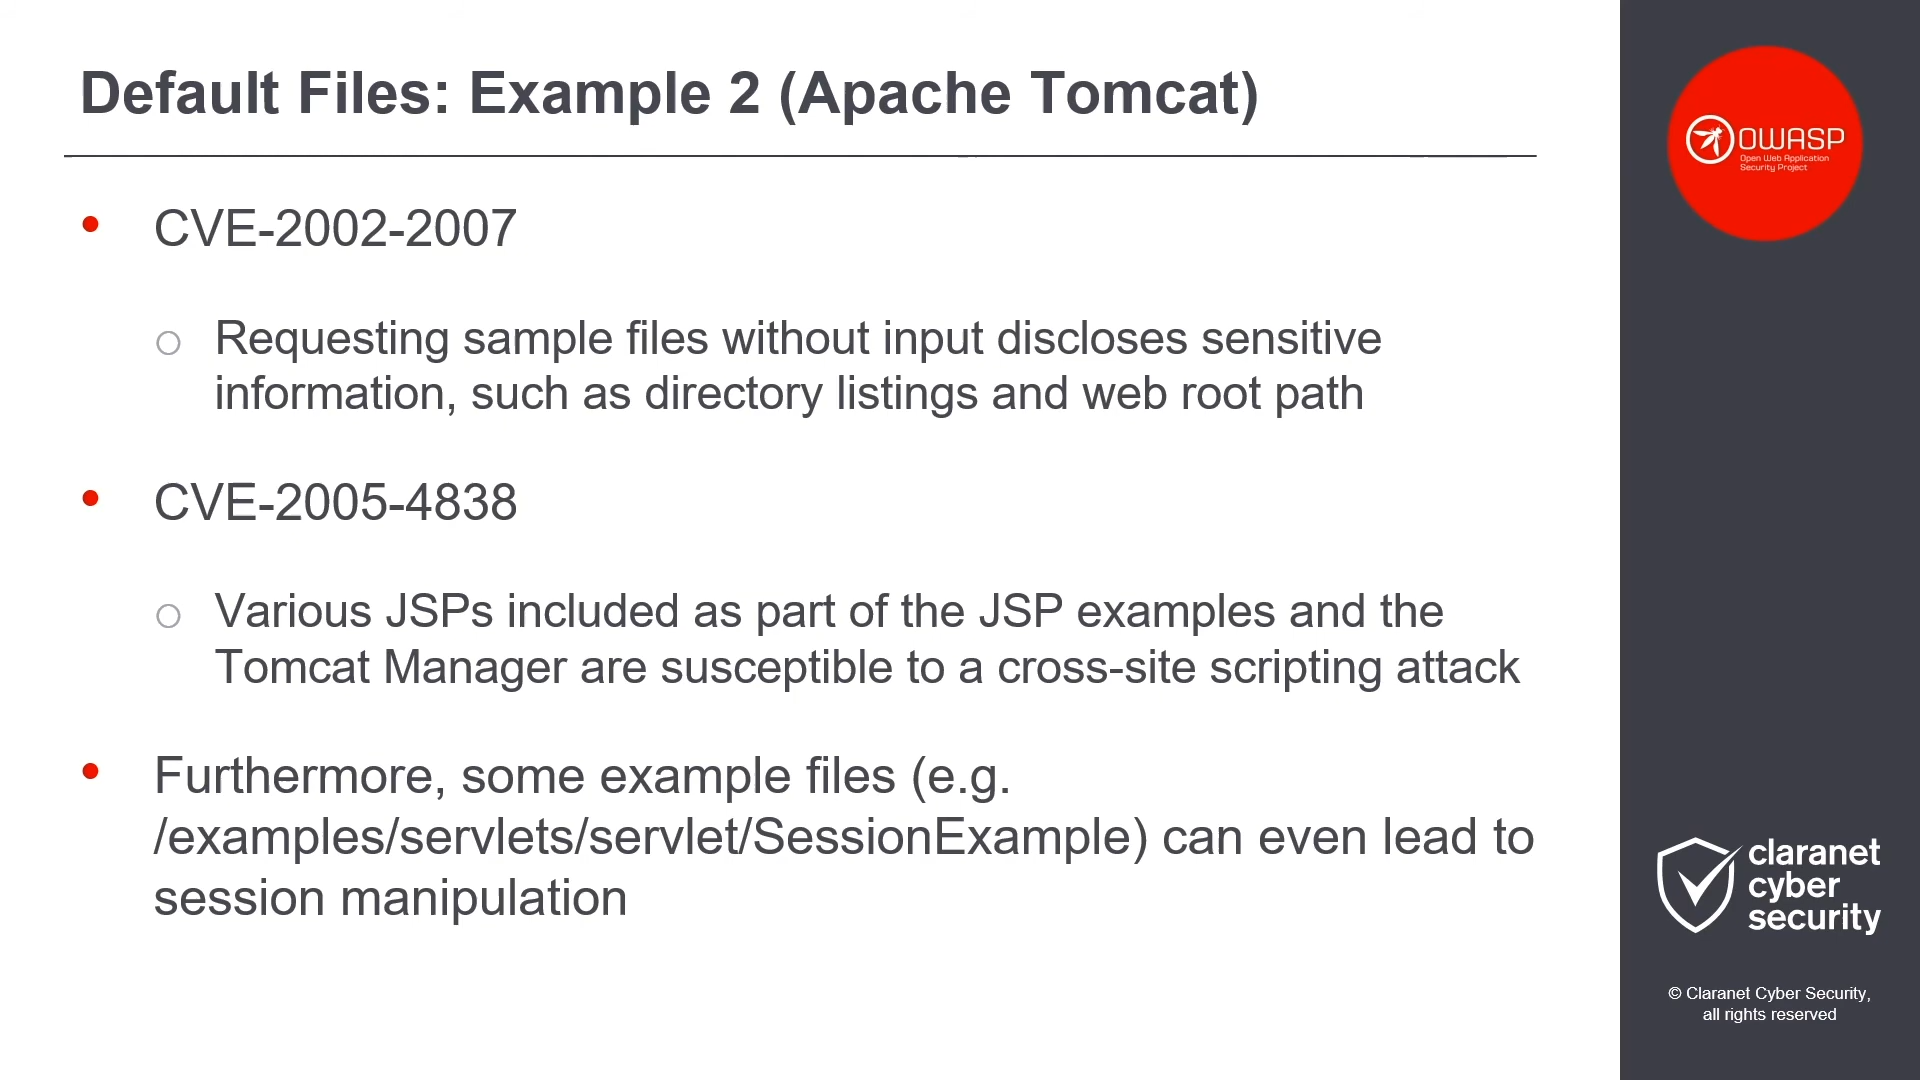 Default Files: Example 2 (Apache Tomcat)
OWASP
Open Web Application
Security Project
• CVE-2002-2007
o Requesting sample files without input discloses sensitive
information, such as directory listings and web root path
• CVE-2005-4838
o Various JSPs included as part of the JSP examples and the
Tomcat Manager are susceptible to a cross-site scripting attack
• Furthermore, some example files (e.g.
/examples/servlets/servlet/SessionExample) can even lead to
session manipulation
claranet
cyber
security
© Claranet Cyber Security,
all rights reserved